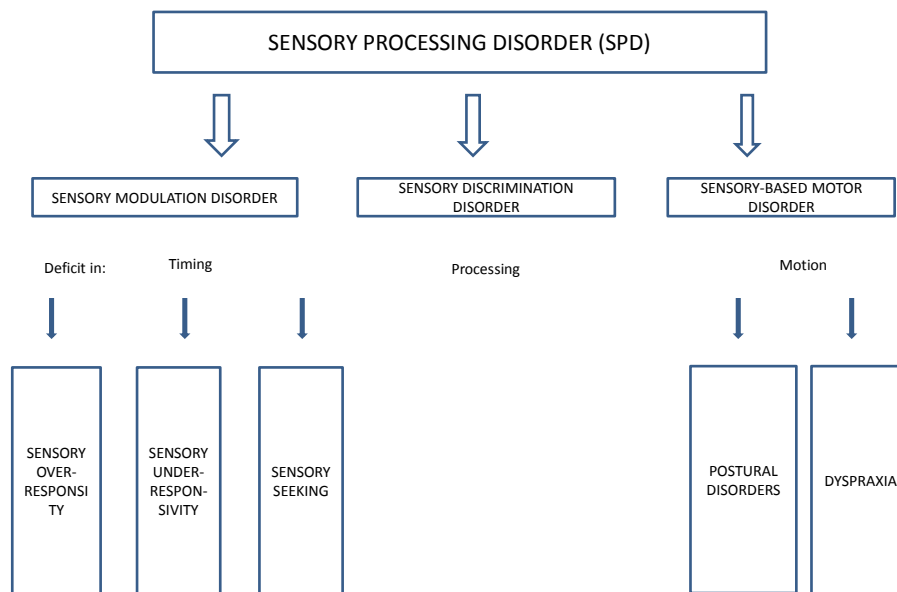 SENSORY PROCESSING DISORDER (SPD)
SENSORY MODULATION DISORDER
SENSORY DISCRIMINATION
DISORDER
SENSORY-BASED MOTOR
DISORDER
Deficit in:
Timing
Processing
Motion
SENSORY
OVER-
RESPONSI
TY
SENSORY
UNDER-
RESPON-
SIVITY
SENSORY
SEEKING
POSTURAL
DISORDERS
DYSPRAXIA